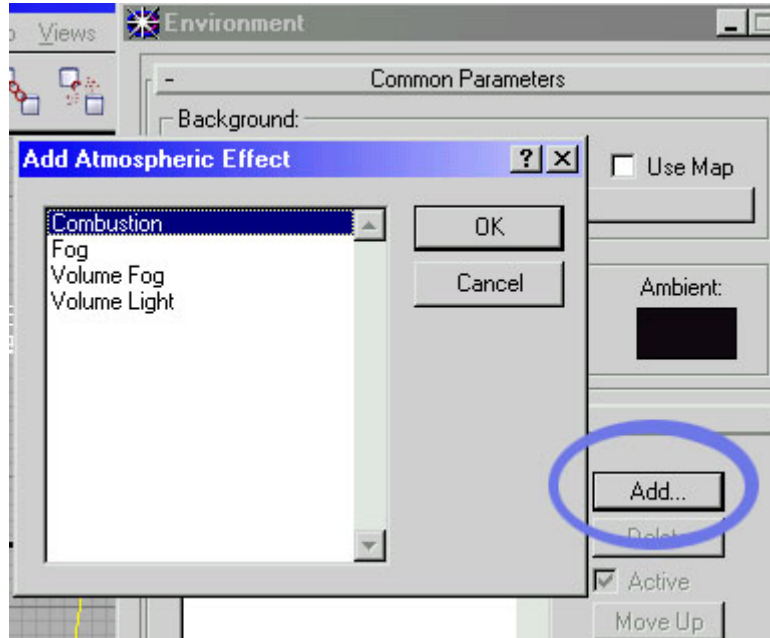 Views
Environment
Common Parameters
Background:
Add Atmospheric Effect
Use Map
Combustion
Fog
Volume Fog
Volume Light
OK
Cancel
Ambient:
Add...
Delete
Active
Move Up